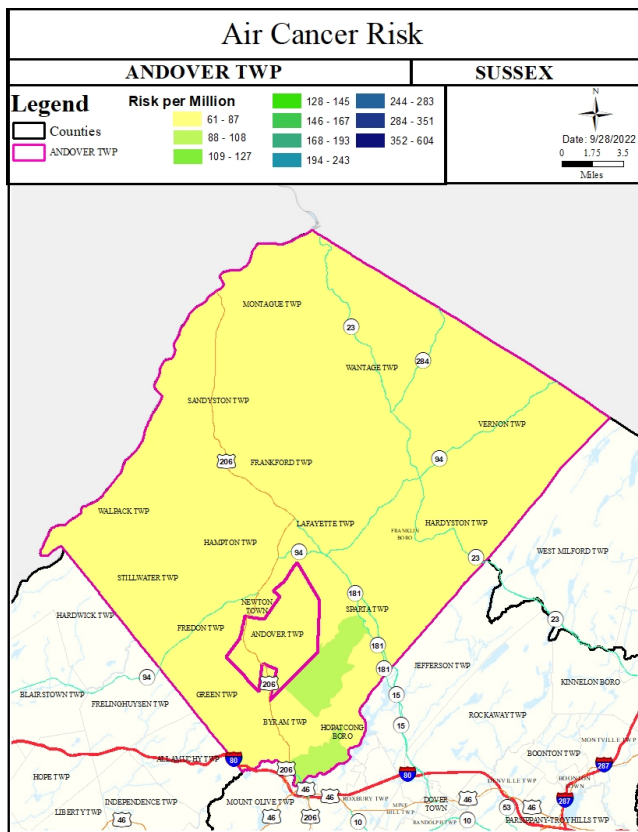 Air Cancer Risk
ANDOVER TWP
SUSSEX
Legend
Counties
ANDOVER TWP
Risk per Million
61 - 87
88 - 108
109 - 127
128 - 145
146 - 167
168 - 193
194 - 243
244 - 283
284 - 351
352 - 604
N
Date: 9/28/2022
0 1.75 3.5
Miles
MONTAGUE TWP
23
WANTAGE TWP
284
SANDYSTON TWP
VERNON TWP
206
FRANKFORD TWP
94
WALPACK TWP
LAFAYETTE TWP
HARDYSTON TWP
FRANKLIN
BORO
HAMPTON TWP
94
23
WEST MILFORD TWP
STILLWATER TWP
181
NEWTON
TOWN
SPARTA TWP
HARDWICK TWP
23
FREDON TWP
ANDOVER TWP
181
181
JEFFERSON TWP
94
206
KINNELON BORO
BLAIRSTOWN TWP
GREEN TWP
15
FRELINGHUYSEN TWP
ROCKAWAY TWP
BYRAM TWP
HOPATCONG
BORO
15
MONTVILLE TWP
BOONTON TWP
ALLAMUCHY TWP
80
287
206
80
HOPE TWP
DENVILLE TWP
BOONTON
TOWN
46
46
ROXBURY TWP
DOVER
TOWN
46
287
INDEPENDENCE TWP
MOUNT OLIVE TWP
MINE
HILL TWP
53
46
LIBERTY TWP
46
46
206
10
RANDOLPH TWP
10
PARSIPPANY-TROY HILLS TWP